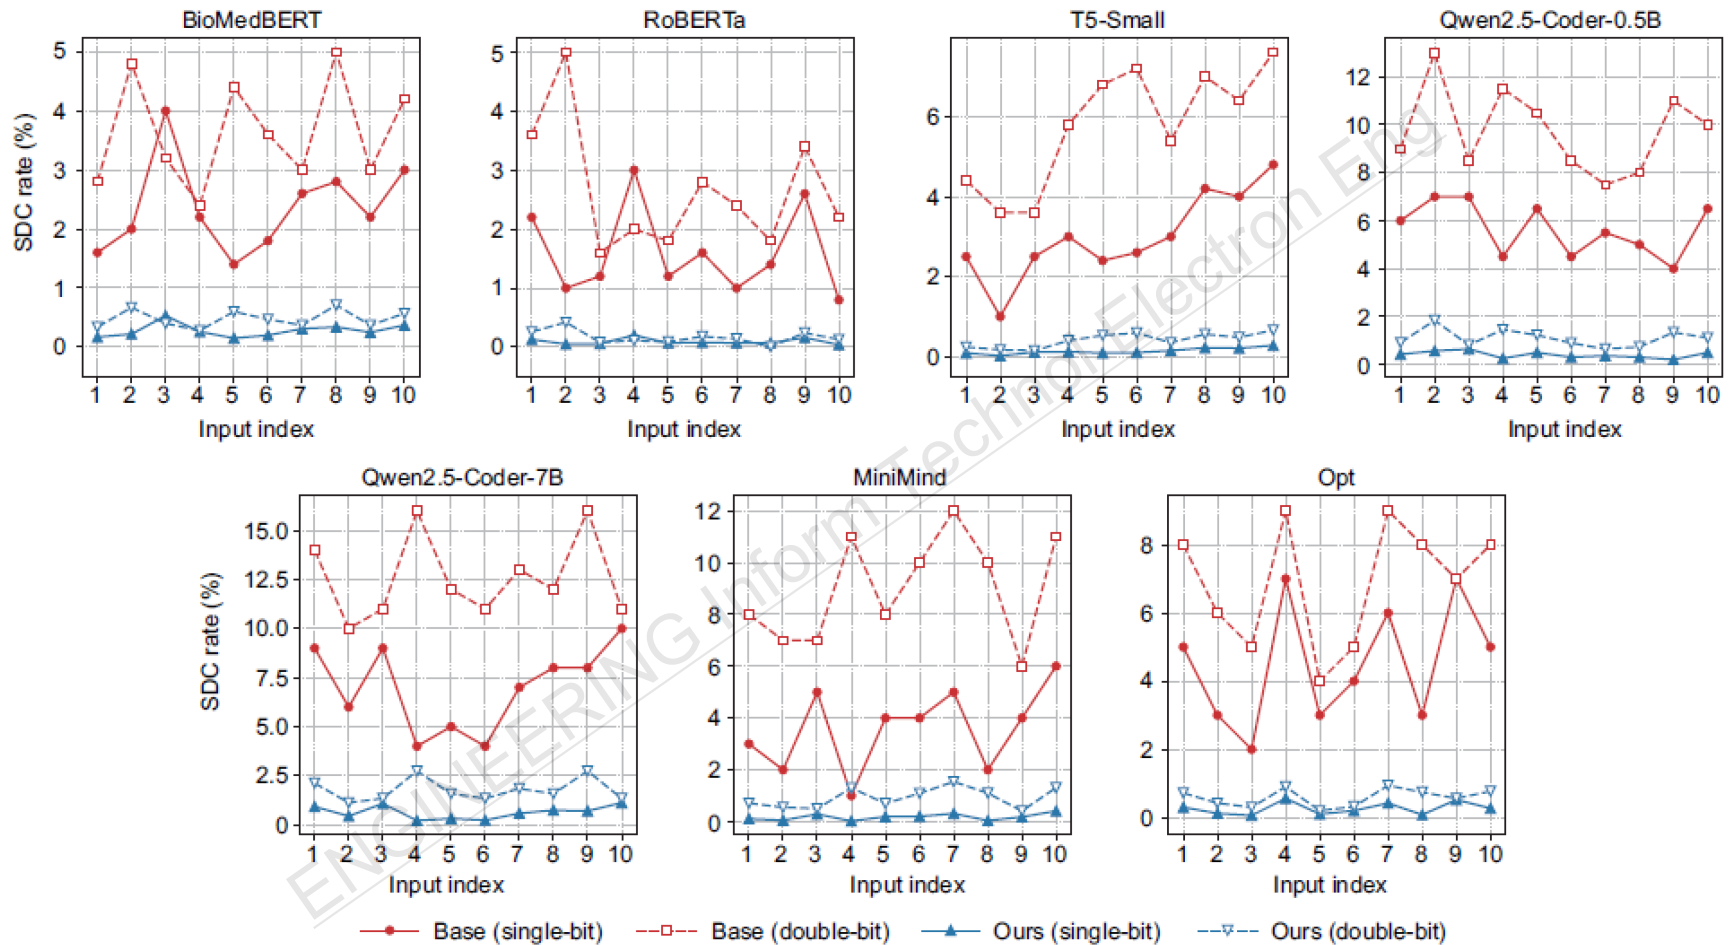 BioMedBERT
RoBERTa
T5-Small
Qwen2.5-Coder-0.5B
SDC rate (%)
5
4
3
2
1
0
1 2 3 4 5 6 7 8 9 10
Input index
5
4
3
2
1
0
1 2 3 4 5 6 7 8 9 10
Input index
6
4
2
0
1 2 3 4 5 6 7 8 9 10
Input index
12
10
8
6
4
2
0
1 2 3 4 5 6 7 8 9 10
Input index
Qwen2.5-Coder-7B
MiniMind
Opt
SDC rate (%)
15.0
12.5
10.0
7.5
5.0
2.5
0
1 2 3 4 5 6 7 8 9 10
Input index
12
10
8
6
4
2
0
1 2 3 4 5 6 7 8 9 10
Input index
8
6
4
2
0
1 2 3 4 5 6 7 8 9 10
Input index
Base (single-bit) Base (double-bit) Ours (single-bit) Ours (double-bit)
ENGINEERING Inform Technol Electron Eng